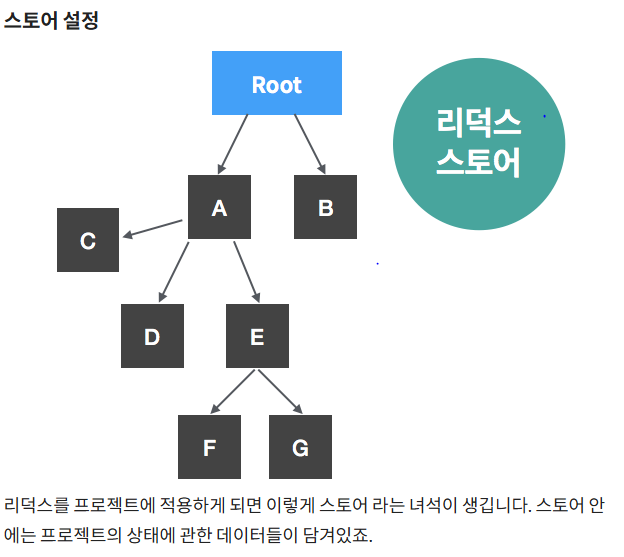 스토어 설정
Root
리덕스
스토어
A
B
C
D
E
F
G
리덕스를 프로젝트에 적용하게 되면 이렇게 스토어 라는 녀석이 생깁니다. 스토어 안
에는 프로젝트의 상태에 관한 데이터들이 담겨있죠.